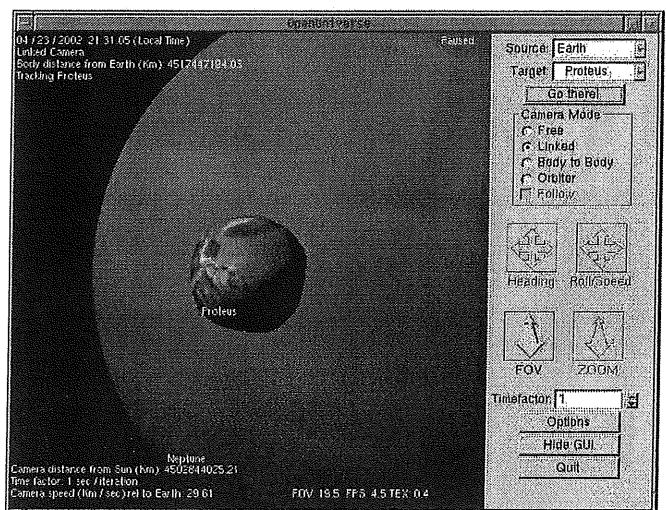 OpenUniverse
04 / 23 / 2002 21:31:05 (Local Time)
Linked Camera
Body distance from Earth (Km): 4517447194.03
Tracking Proteus
Paused
Source: Earth
Target: Proteus
Go there!
Camera Mode
Free
Linked
Body to Body
Orbiter
Follow
Heading
Roll/Speed
FOV
ZOOM
Timefactor: 1
Options
Hide GUI
Quit
Proteus
Neptune
Camera distance from Sun (Km): 4502844025.21
Time factor: 1 sec / iteration
Camera speed (Km / sec) rel to Earth: 29.61
FOV: 19.5 FPS: 4.5 TEX: 0.4